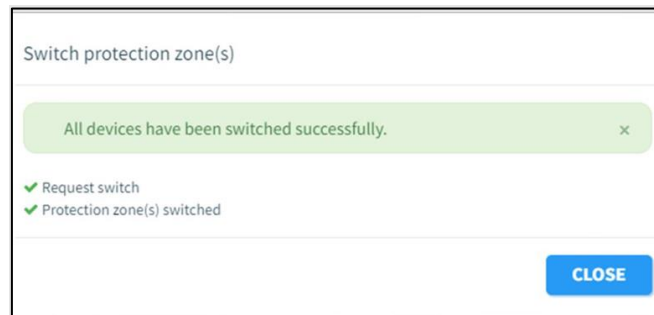 Switch protection zone(s)
All devices have been switched successfully. ×
✔ Request switch
✔ Protection zone(s) switched
CLOSE